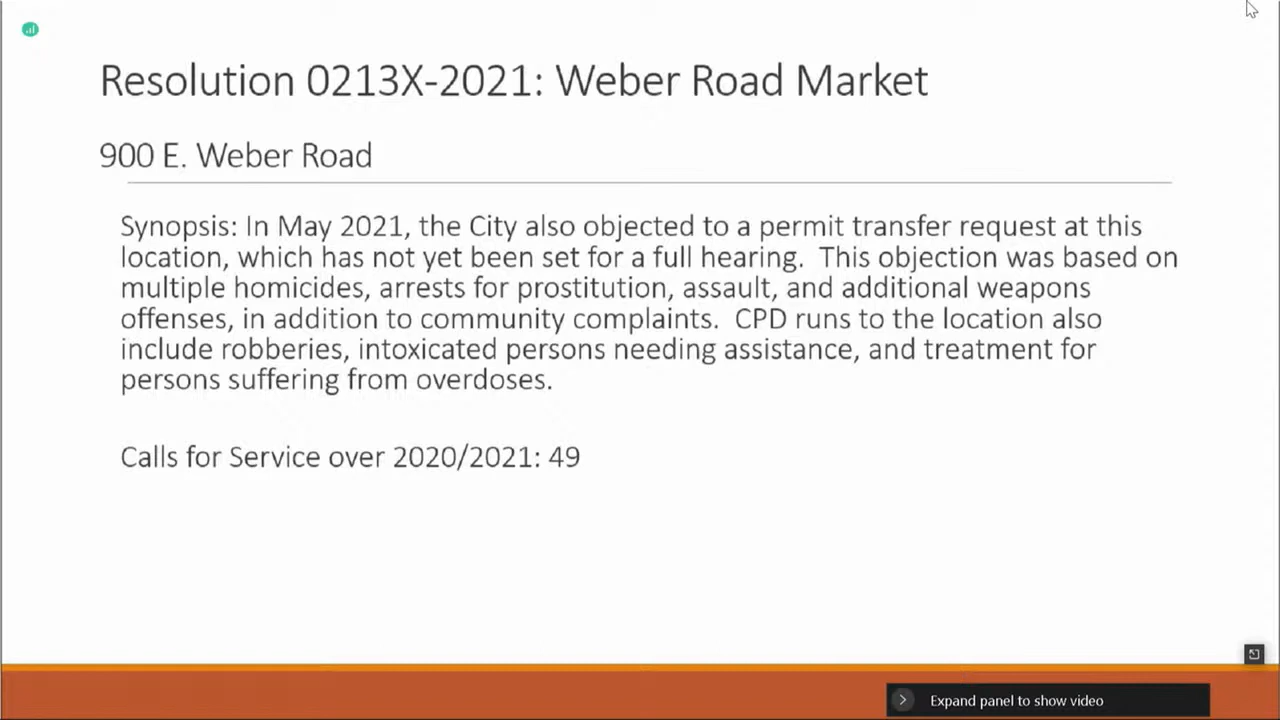 Resolution 0213X-2021: Weber Road Market
900 E. Weber Road
Synopsis: In May 2021, the City also objected to a permit transfer request at this
location, which has not yet been set for a full hearing.  This objection was based on
multiple homicides, arrests for prostitution, assault, and additional weapons
offenses, in addition to community complaints.  CPD runs to the location also
include robberies, intoxicated persons needing assistance, and treatment for
persons suffering from overdoses.
Calls for Service over 2020/2021: 49
Expand panel to show video